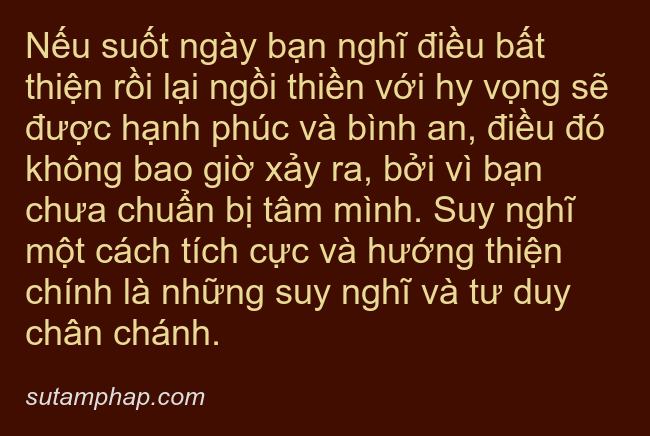 Nếu suốt ngày bạn nghĩ điều bất
thiện rồi lại ngồi thiền với hy vọng sẽ
được hạnh phúc và bình an, điều đó
không bao giờ xảy ra, bởi vì bạn
chưa chuẩn bị tâm mình. Suy nghĩ
một cách tích cực và hướng thiện
chính là những suy nghĩ và tư duy
chân chánh.
sutamphap.com